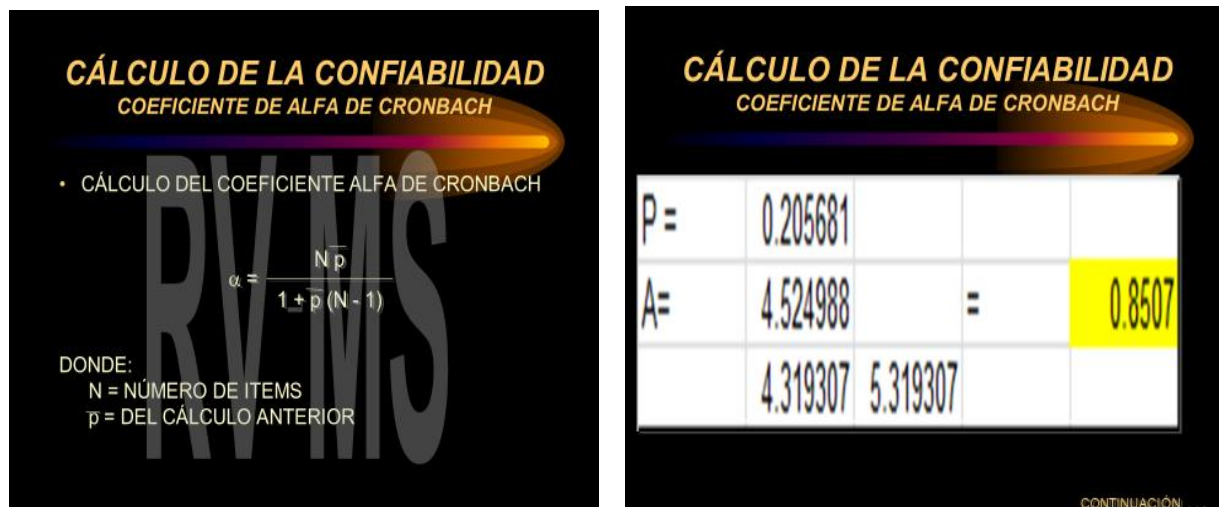 CÁLCULO DE LA CONFIABILIDAD
COEFICIENTE DE ALFA DE CRONBACH
• CÁLCULO DEL COEFICIENTE ALFA DE CRONBACH
α = N p̅
1 + p̅ (N - 1)
DONDE:
N = NÚMERO DE ITEMS
p̅ = DEL CÁLCULO ANTERIOR
RV MS
CÁLCULO DE LA CONFIABILIDAD
COEFICIENTE DE ALFA DE CRONBACH
P = 0.205681
A= 4.524988 = 0.8507
4.319307 5.319307
CONTINUACIÓN